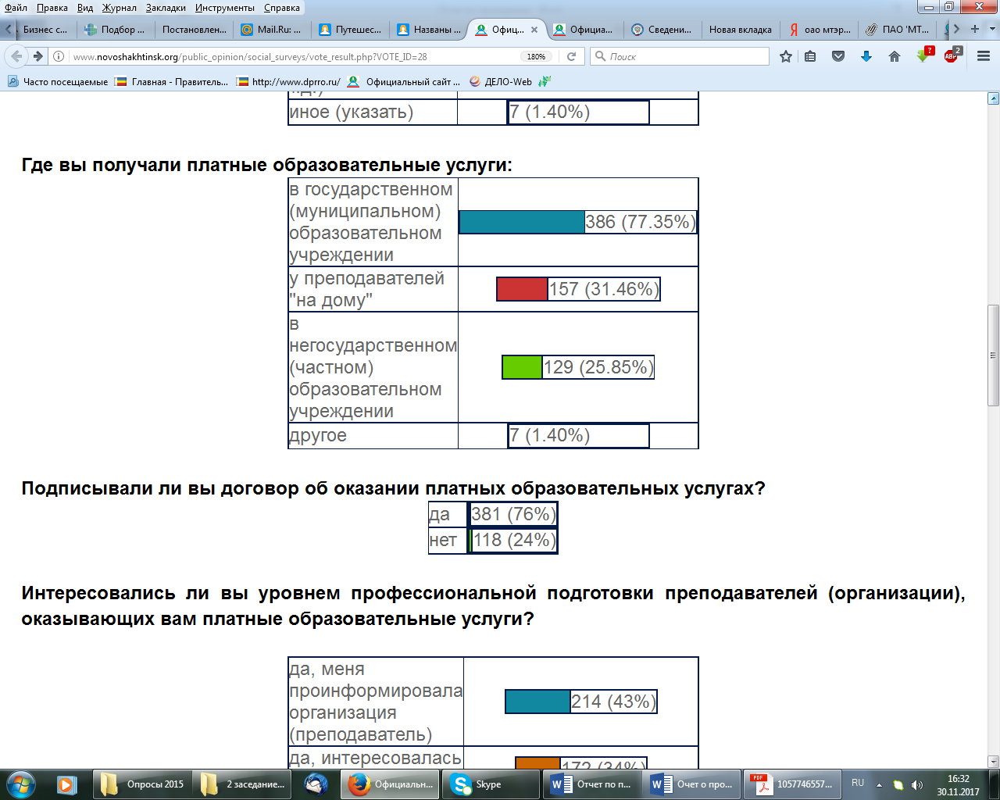 Файл Правка Вид Журнал Закладки Инструменты Справка
Бизнес с... Подбор ... Постановлен... Mail.Ru: ... Путешес... Названы ... Офиц... Официа... Сведени... Новая вкладка оао мтэр... ПАО 'МТ...
www.novoshakhtinsk.org/public_opinion/social_surveys/vote_result.php?VOTE_ID=28 180% Поиск ? ABP 2
Часто посещаемые Главная - Правитель... http://www.dprro.ru/ Официальный сайт ... ДЕЛО-Web
иное (указать) 7 (1.40%)
Где вы получали платные образовательные услуги:
в государственном
(муниципальном)
образовательном
учреждении
386 (77.35%)
у преподавателей
"на дому"
157 (31.46%)
в
негосударственном
(частном)
образовательном
учреждении
129 (25.85%)
другое 7 (1.40%)
Подписывали ли вы договор об оказании платных образовательных услугах?
да 381 (76%)
нет 118 (24%)
Интересовались ли вы уровнем профессиональной подготовки преподавателей (организации),
оказывающих вам платные образовательные услуги?
да, меня
проинформировала
организация
(преподаватель)
214 (43%)
да, интересовалась 172 (34%)
Опросы 2015 2 заседание... Официальн... Skype Отчет по п... Очет о про... PDF 1057746557... RU 16:32
30.11.2017